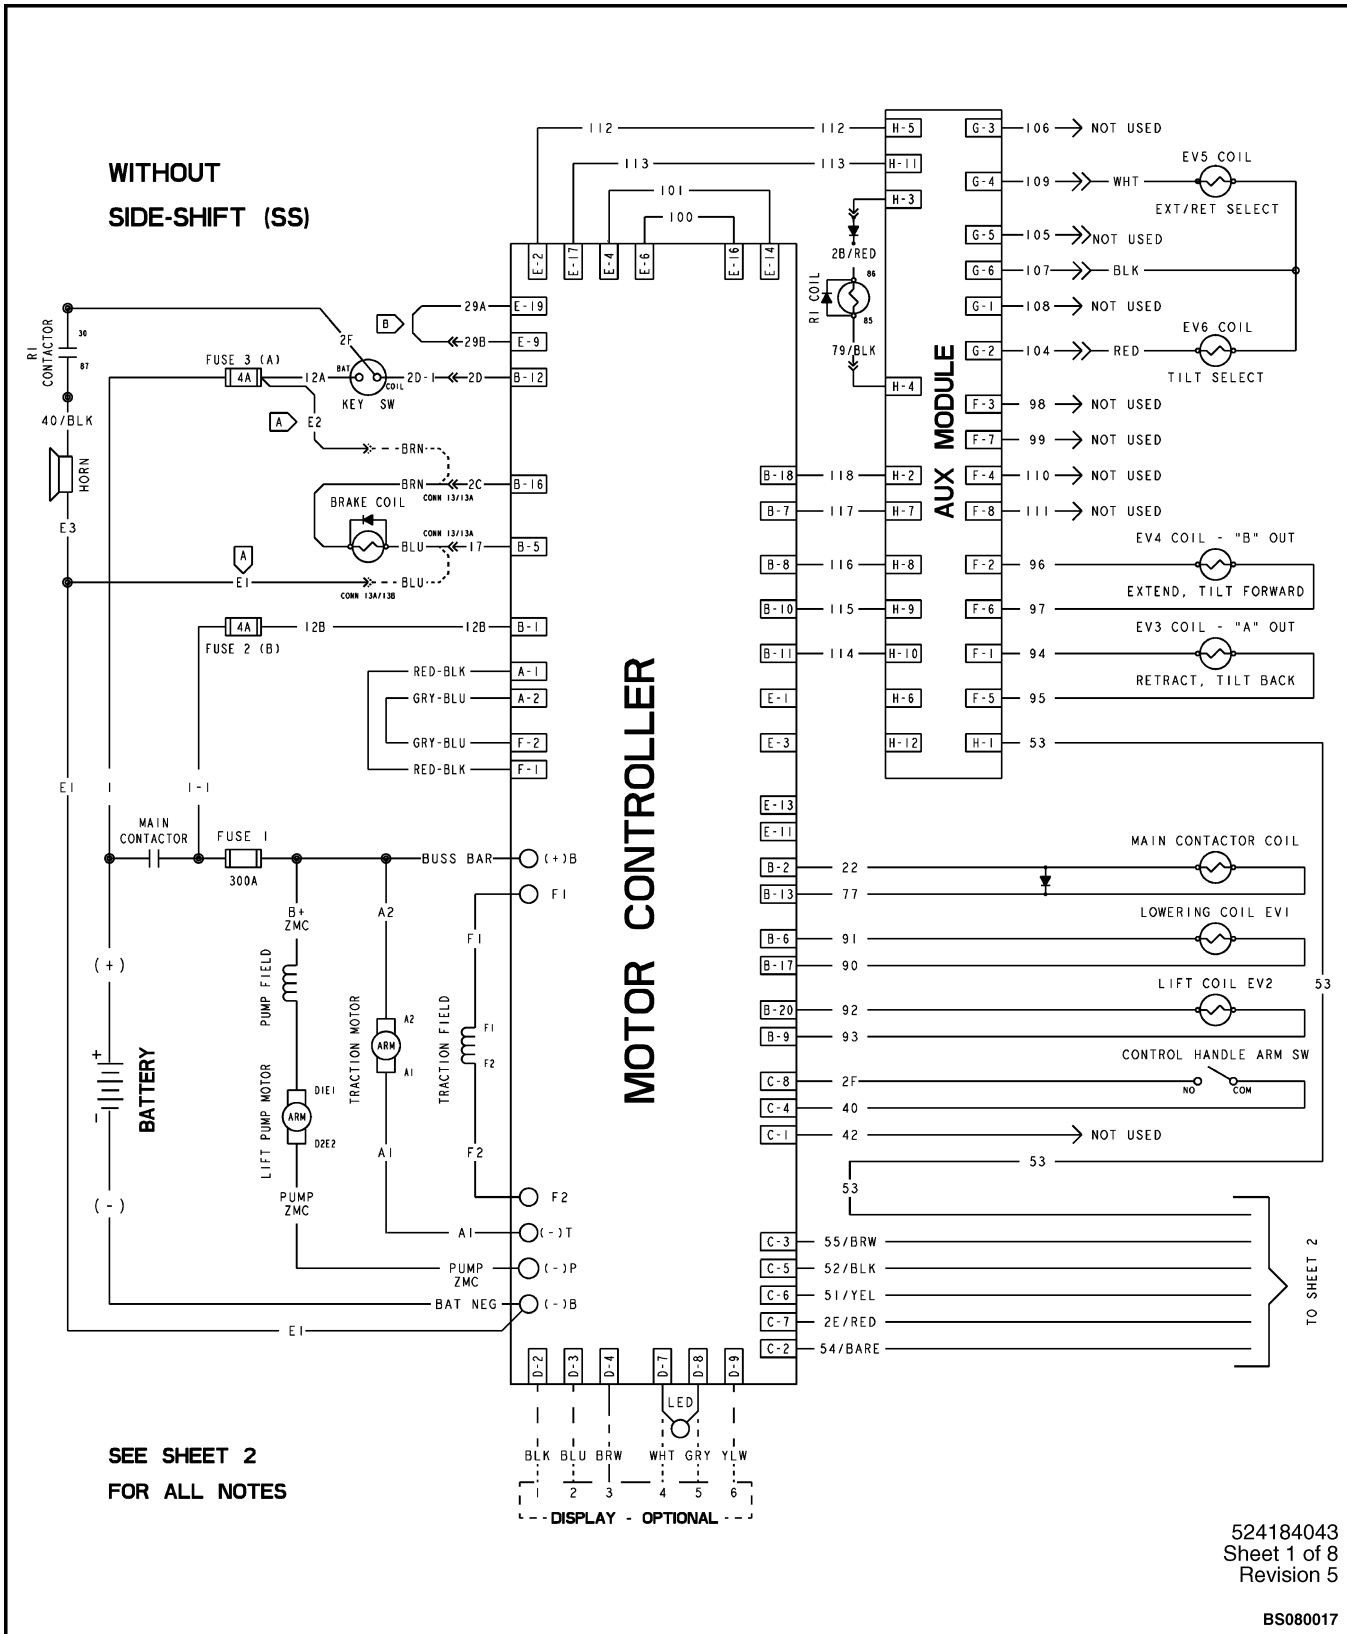 WITHOUT
SIDE-SHIFT (SS)
112
112
113
113
101
100
E-2
E-17
E-4
E-6
E-16
E-14
H-5
H-11
H-3
2B/RED
86
RI COIL
85
79/BLK
H-4
AUX MODULE
G-3 106 NOT USED
G-4 109 WHT
EV5 COIL
EXT/RET SELECT
G-5 105 NOT USED
G-6 107 BLK
G-1 108 NOT USED
G-2 104 RED
EV6 COIL
TILT SELECT
F-3 98 NOT USED
F-7 99 NOT USED
F-4 110 NOT USED
F-8 111 NOT USED
F-2 96
EV4 COIL - "B" OUT
EXTEND, TILT FORWARD
F-6 97
F-1 94
EV3 COIL - "A" OUT
RETRACT, TILT BACK
F-5 95
H-1 53
B-18 118 H-2
B-7 117 H-7
B-8 116 H-8
B-10 115 H-9
B-11 114 H-10
E-1
H-6
E-3
H-12
E-13
E-11
RI CONTACTOR
30
87
40/BLK
HORN
E3
2F
FUSE 3 (A)
4A
12A
BAT
COIL
KEY SW
2D-1
2D
B-12
B
29A
E-19
29B
E-9
A
E2
BRN
BRN
2C
B-16
CONN 13/13A
BRAKE COIL
CONN 13/13A
BLU
17
B-5
A
E1
BLU
CONN 13A/13B
4A
12B
12B
B-1
FUSE 2 (B)
RED-BLK A-1
GRY-BLU A-2
GRY-BLU F-2
RED-BLK F-1
MOTOR CONTROLLER
E1
1
1-1
MAIN
CONTACTOR
FUSE 1
300A
BUSS BAR
(+)B
F1
B+
ZMC
A2
F1
(+)
PUMP FIELD
TRACTION MOTOR
A2
ARM
A1
TRACTION FIELD
F1
F2
+
-
BATTERY
LIFT PUMP MOTOR
D1E1
ARM
D2E2
A1
F2
(-)
PUMP
ZMC
F2
A1
(-)T
PUMP
ZMC
(-)P
BAT NEG
(-)B
E1
B-2 22
MAIN CONTACTOR COIL
B-13 77
B-6 91
LOWERING COIL EV1
B-17 90
B-20 92
LIFT COIL EV2
53
B-9 93
CONTROL HANDLE ARM SW
C-8 2F
NO
COM
C-4 40
C-1 42 NOT USED
53
53
C-3 55/BRW
C-5 52/BLK
C-6 51/YEL
C-7 2E/RED
C-2 54/BARE
TO SHEET 2
D-2
D-3
D-4
D-7
D-8
D-9
LED
BLK BLU BRW WHT GRY YLW
1 2 3 4 5 6
DISPLAY - OPTIONAL
SEE SHEET 2
FOR ALL NOTES
524184043
Sheet 1 of 8
Revision 5
BS080017